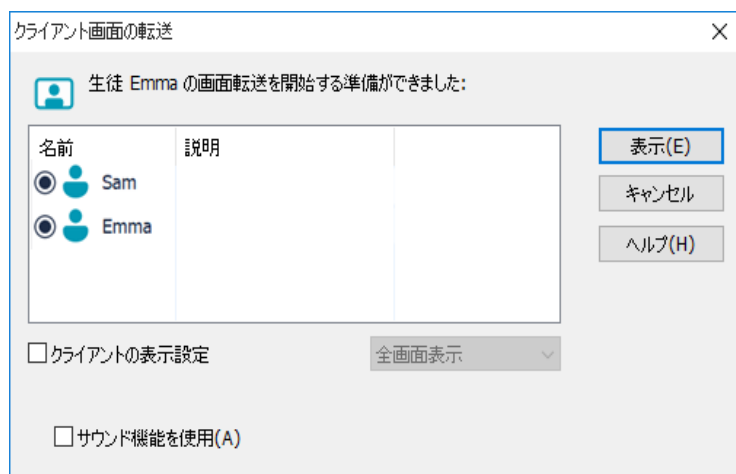 クライアント画面の転送
生徒 Emma の画面転送を開始する準備ができました:
名前 説明
Sam
Emma
表示(E)
キャンセル
ヘルプ(H)
クライアントの表示設定 全画面表示
サウンド機能を使用(A)